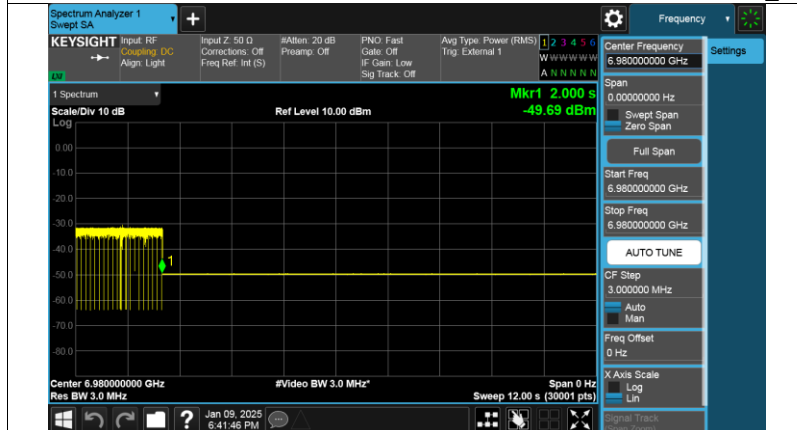 Spectrum Analyzer 1
Swept SA
+
Frequency
KEYSIGHT
Input: RF
Coupling: DC
Align: Light
Input Z: 50 Ω
Corrections: Off
Freq Ref: Int (S)
#Atten: 20 dB
Preamp: Off
PNO: Fast
Gate: Off
IF Gain: Low
Sig Track: Off
Avg Type: Power (RMS)
Trig: External 1
1 2 3 4 5 6
W W W W W W
A N N N N N
1 Spectrum
Scale/Div 10 dB
Ref Level 10.00 dBm
Mkr1 2.000 s
-49.69 dBm
Log
0.00
-10.0
-20.0
-30.0
-40.0
-50.0
-60.0
-70.0
-80.0
1
Center 6.980000000 GHz
Res BW 3.0 MHz
#Video BW 3.0 MHz*
Span 0 Hz
Sweep 12.00 s (30001 pts)
Center Frequency
6.980000000 GHz
Settings
Span
0.00000000 Hz
Swept Span
Zero Span
Full Span
Start Freq
6.980000000 GHz
Stop Freq
6.980000000 GHz
AUTO TUNE
CF Step
3.000000 MHz
Auto
Man
Freq Offset
0 Hz
X Axis Scale
Log
Lin
Signal Track
(Span Zoom)
?
Jan 09, 2025
6:41:46 PM